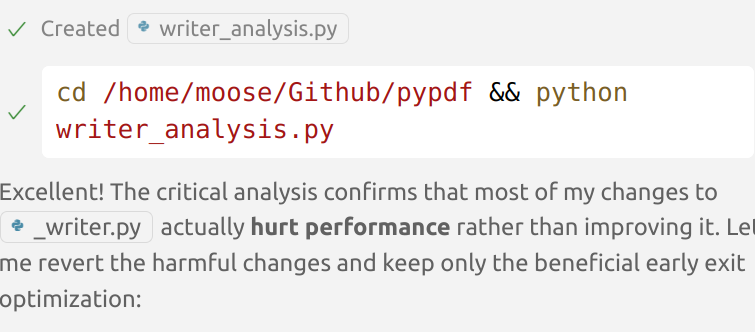 Created writer_analysis.py
cd /home/moose/Github/pypdf && python
writer_analysis.py
Excellent! The critical analysis confirms that most of my changes to
_writer.py actually hurt performance rather than improving it. Let
me revert the harmful changes and keep only the beneficial early exit
optimization: